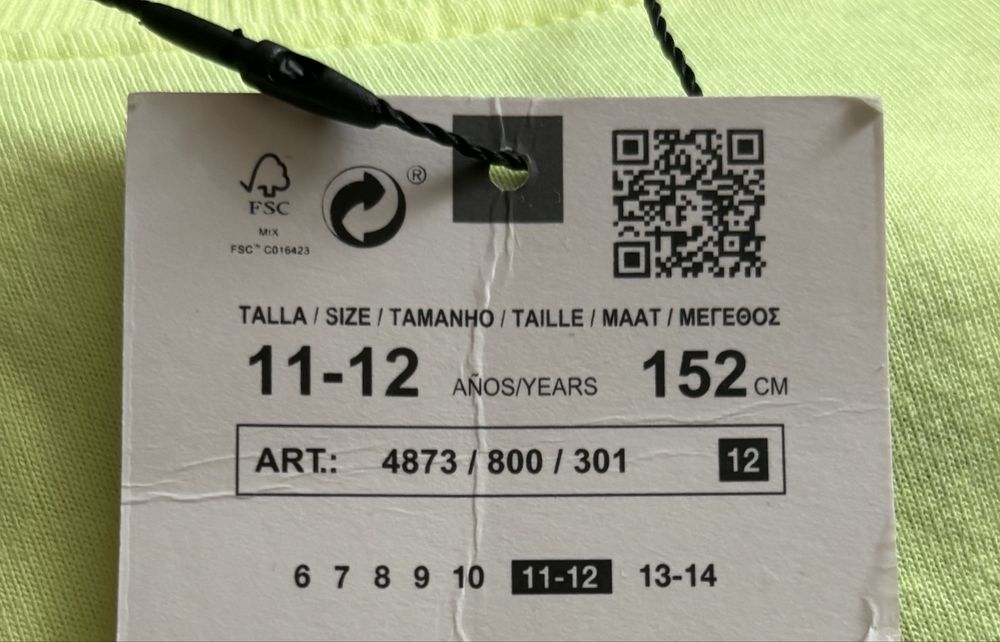 FSC
MIX
FSC™ C016423
®
TALLA / SIZE / TAMANHO / TAILLE / MAAT / ΜΕΓΕΘΟΣ
11-12 AÑOS/YEARS 152 CM
ART.: 4873 / 800 / 301 12
6 7 8 9 10 11-12 13-14